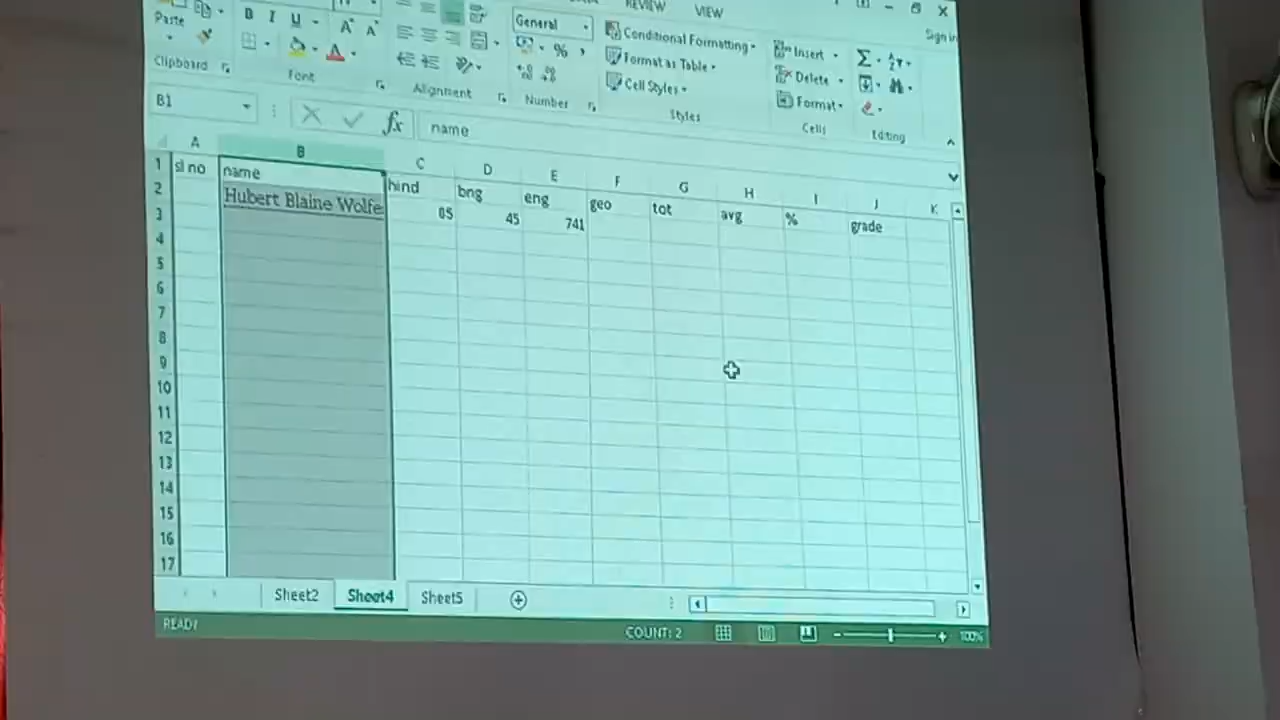 REVIEW VIEW
Sign in
Paste
B I U
A A
General
% ,
Conditional Formatting
Format as Table
Cell Styles
Insert
Delete
Format
Clipboard Font Alignment Number Styles Cells Editing
B1 fx name
A B C D E F G H I J K
1 sl no name hind bng eng geo tot avg % grade
2 Hubert Blaine Wolfe 85 45 741
3
4
5
6
7
8
9
10
11
12
13
14
15
16
17
Sheet2 Sheet4 Sheet5
READY COUNT: 2 100%